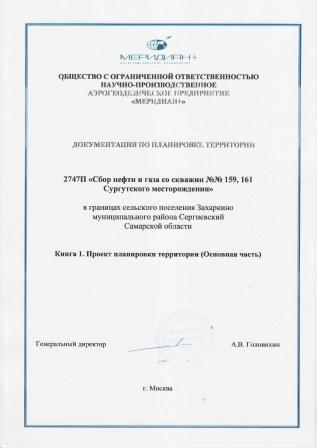 МЕРИДИАН+
ОБЩЕСТВО С ОГРАНИЧЕННОЙ ОТВЕТСТВЕННОСТЬЮ
НАУЧНО-ПРОИЗВОДСТВЕННОЕ
АЭРОГЕОДЕЗИЧЕСКОЕ ПРЕДПРИЯТИЕ
«МЕРИДИАН+»
ДОКУМЕНТАЦИЯ ПО ПЛАНИРОВКЕ ТЕРРИТОРИИ
2747П «Сбор нефти и газа со скважин №№ 159, 161
Сургутского месторождения»
в границах сельского поселения Захаркино
муниципального района Сергиевский
Самарской области
Книга 1. Проект планировки территории (Основная часть)
Генеральный директор А.В. Головихин
г. Москва